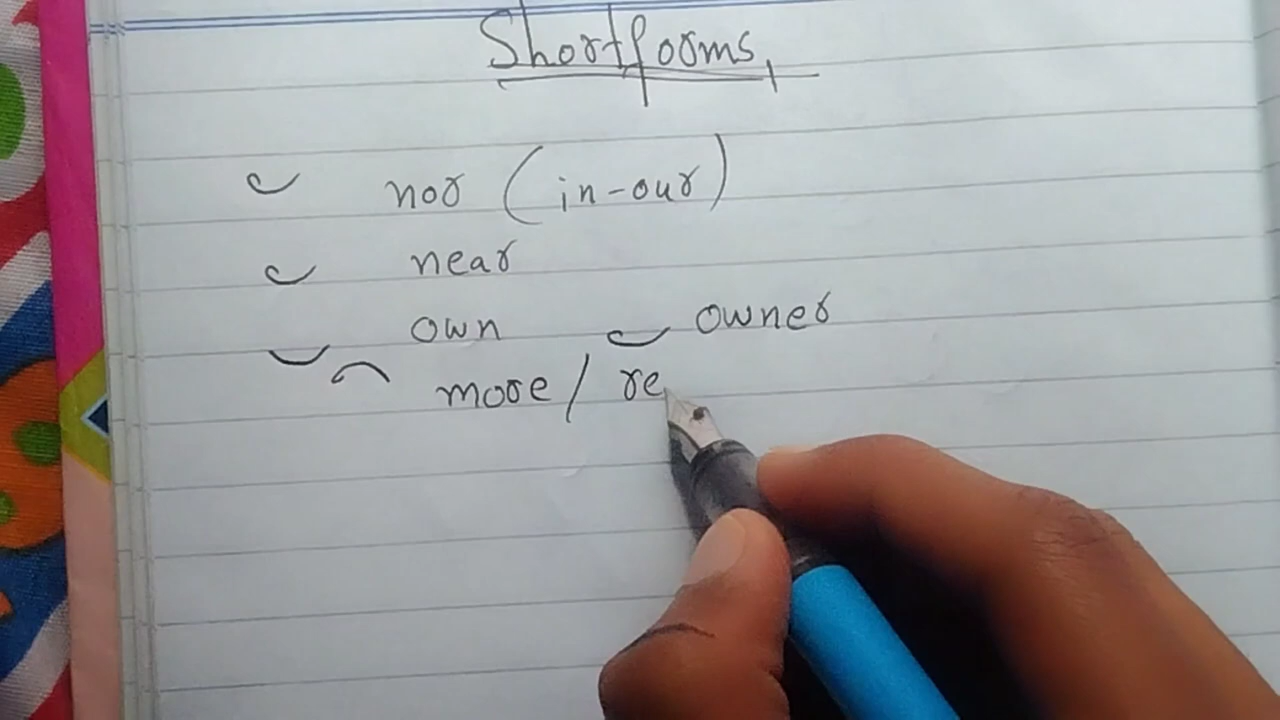 Shortforms
nor (in-our)
near
own owner
more / re